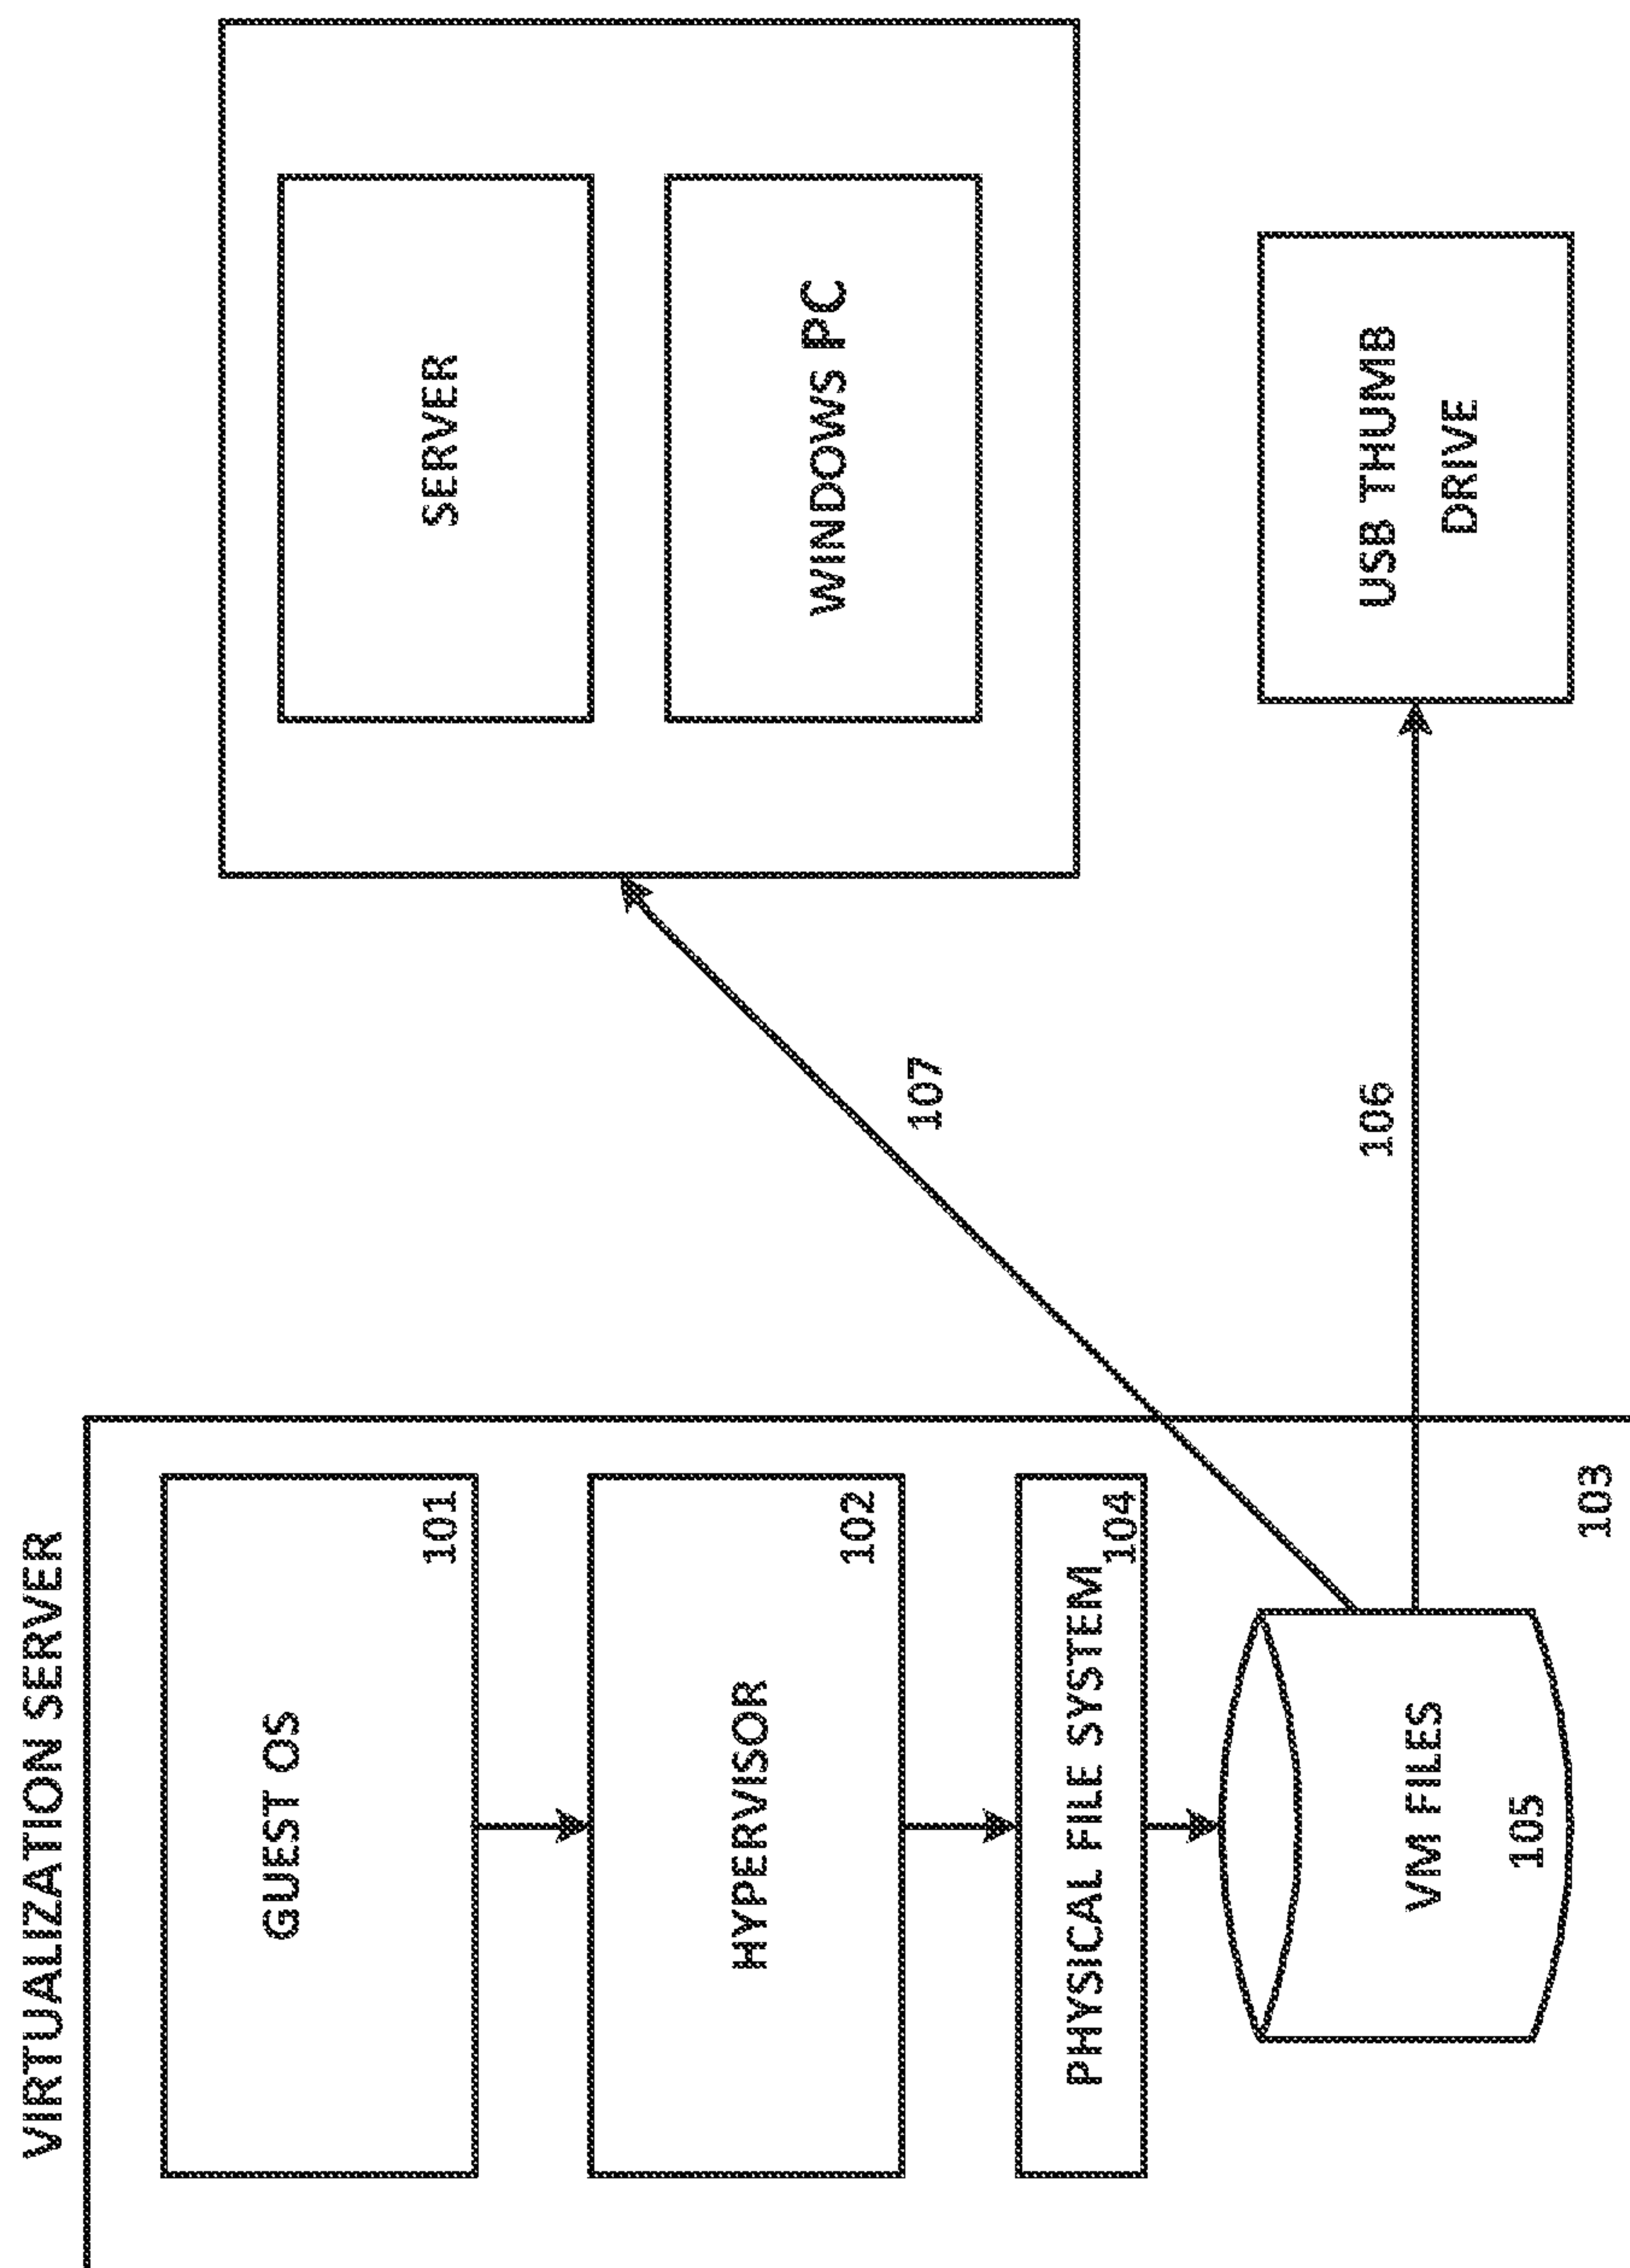 VIRTUALIZATION SERVER
GUEST OS
101
HYPERVISOR
102
PHYSICAL FILE SYSTEM
104
VM FILES
105
103
107
106
SERVER
WINDOWS PC
USB THUMB
DRIVE